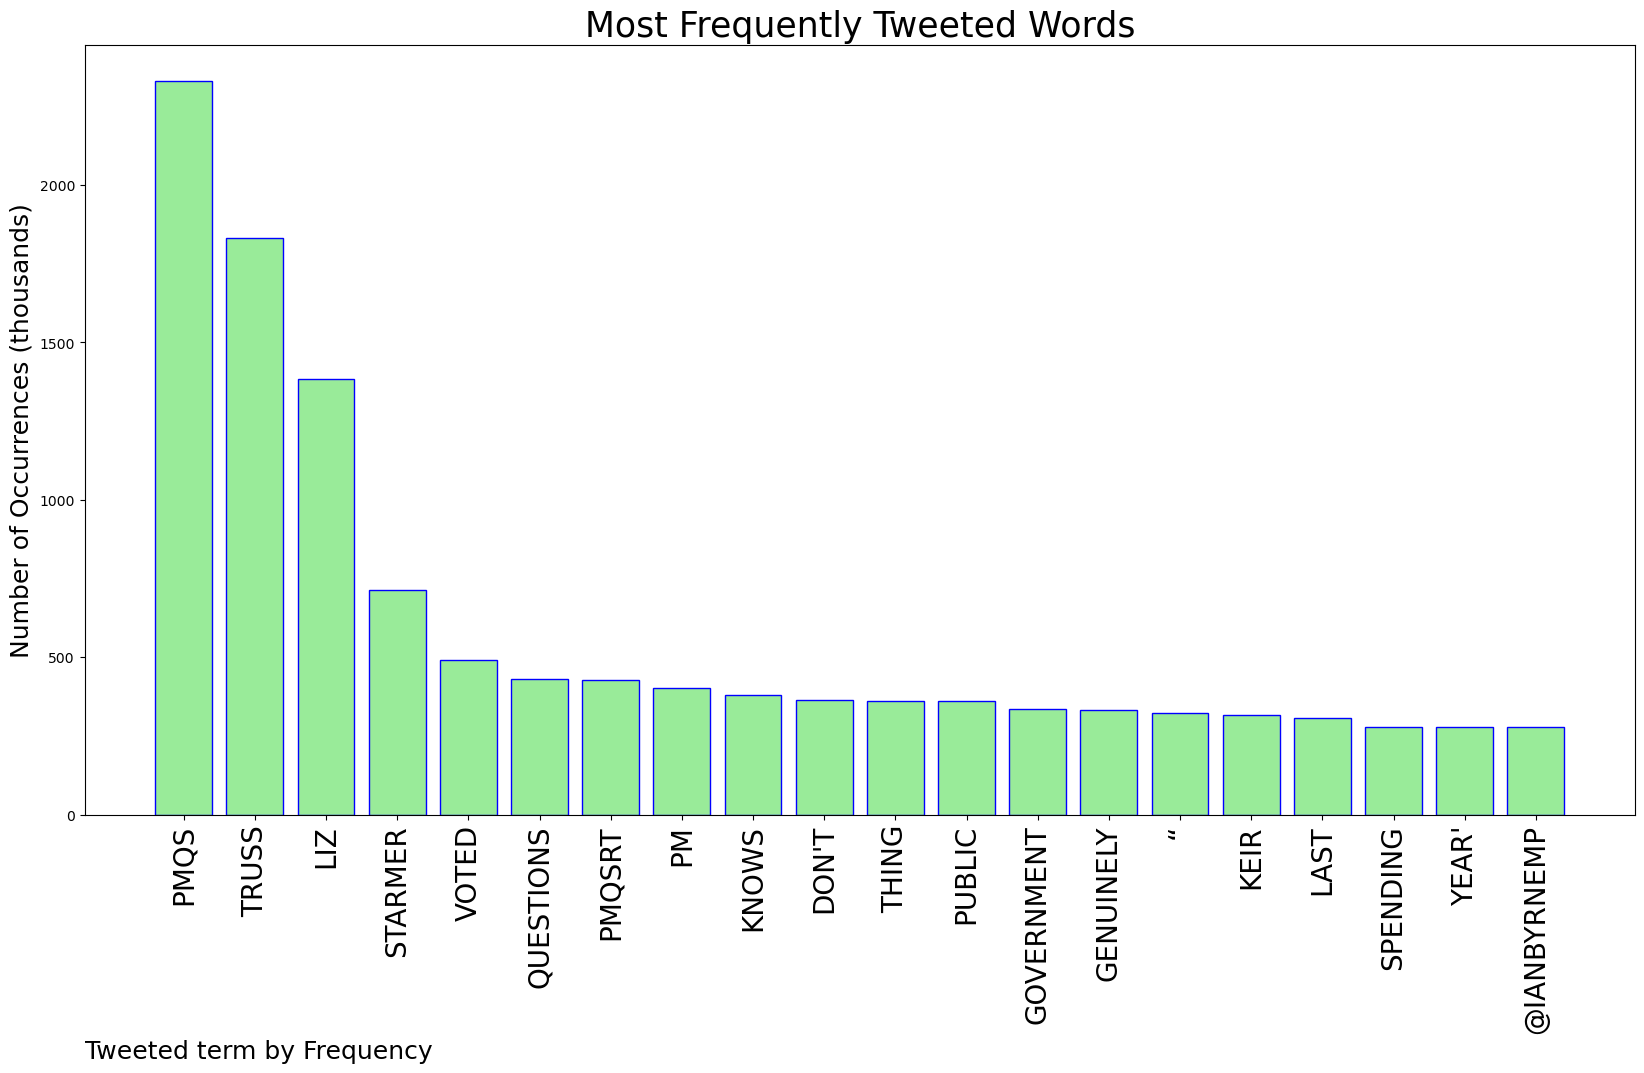 Most Frequently Tweeted Words
Number of Occurrences (thousands)
2000
1500
1000
500
0
PMQS
TRUSS
LIZ
STARMER
VOTED
QUESTIONS
PMQSRT
PM
KNOWS
DON'T
THING
PUBLIC
GOVERNMENT
GENUINELY
“
KEIR
LAST
SPENDING
YEAR'
@IANBYRNEMP
Tweeted term by Frequency